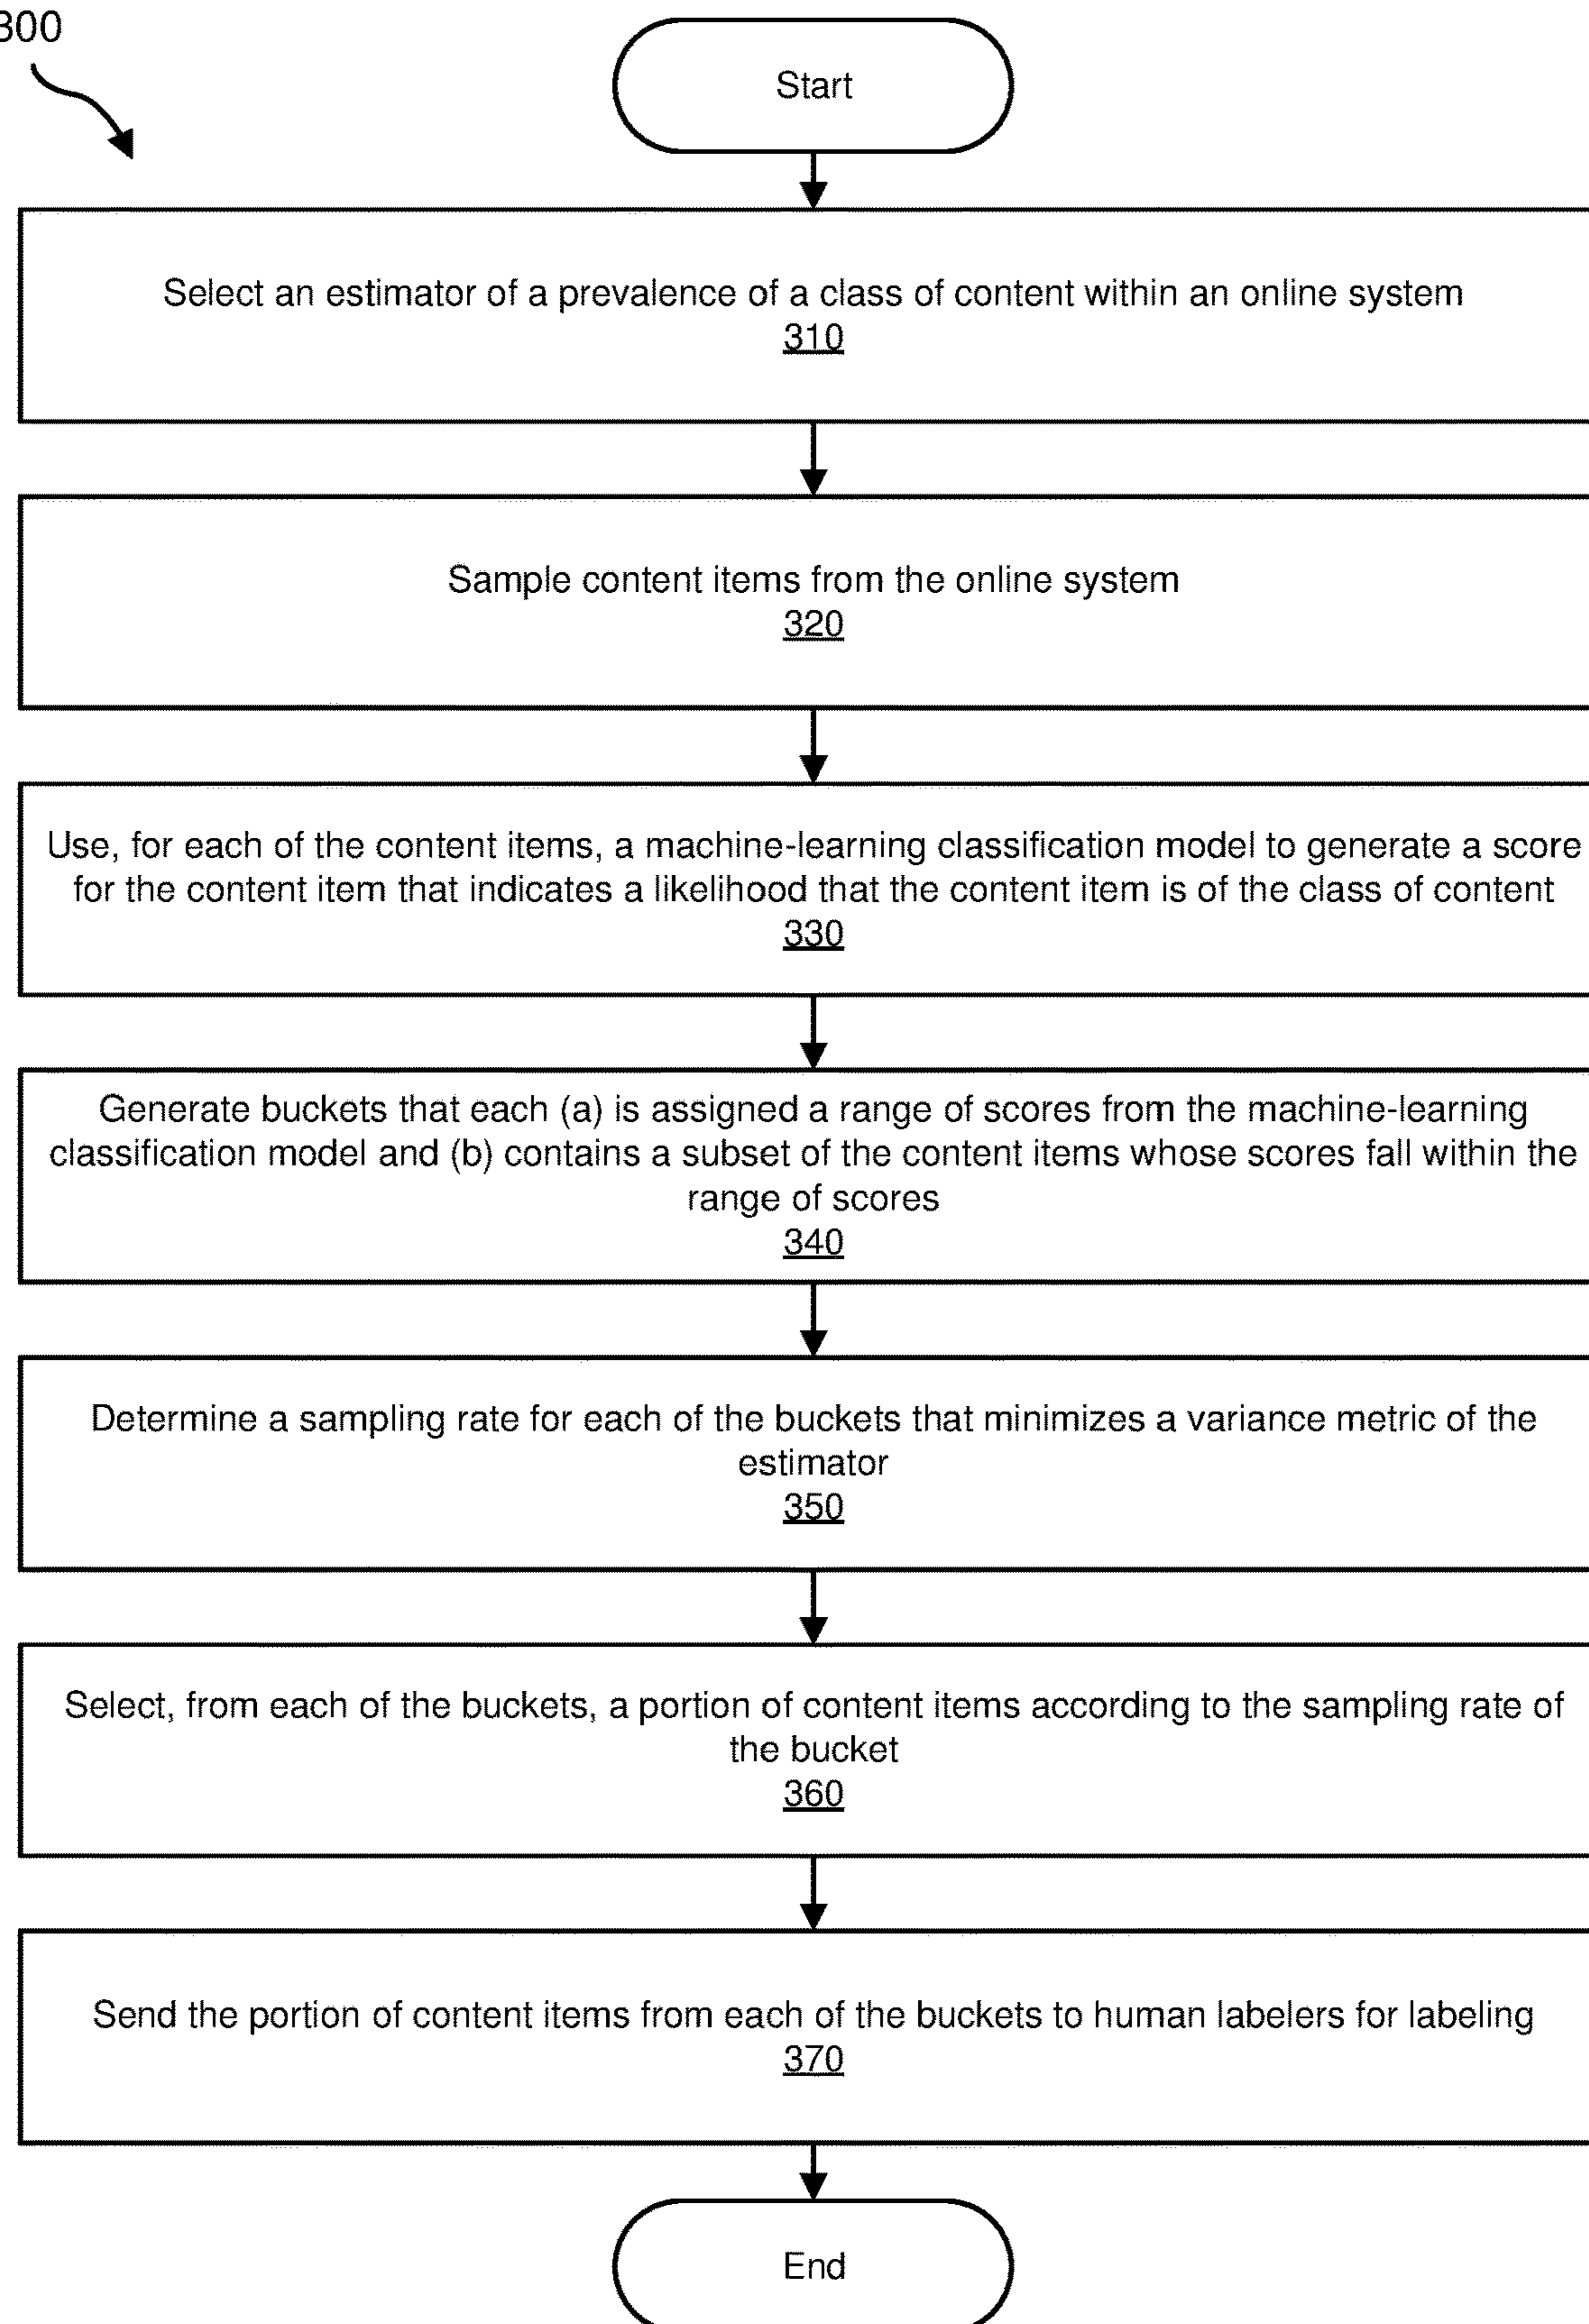 300
Start
Select an estimator of a prevalence of a class of content within an online system
310
Sample content items from the online system
320
Use, for each of the content items, a machine-learning classification model to generate a score
for the content item that indicates a likelihood that the content item is of the class of content
330
Generate buckets that each (a) is assigned a range of scores from the machine-learning
classification model and (b) contains a subset of the content items whose scores fall within the
range of scores
340
Determine a sampling rate for each of the buckets that minimizes a variance metric of the
estimator
350
Select, from each of the buckets, a portion of content items according to the sampling rate of
the bucket
360
Send the portion of content items from each of the buckets to human labelers for labeling
370
End